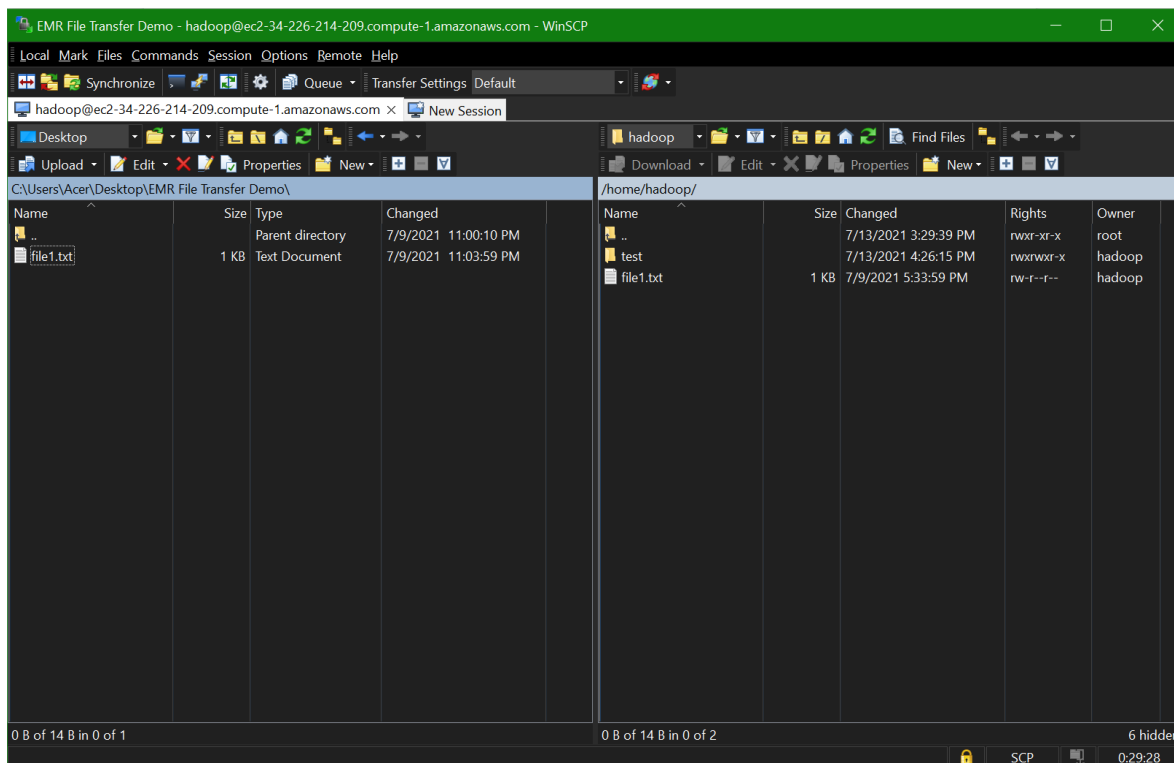 EMR File Transfer Demo - hadoop@ec2-34-226-214-209.compute-1.amazonaws.com - WinSCP
Local Mark Files Commands Session Options Remote Help
Synchronize Queue Transfer Settings Default
hadoop@ec2-34-226-214-209.compute-1.amazonaws.com × New Session
Desktop hadoop Find Files
Upload Edit Properties New Download Edit Properties New
C:\Users\Acer\Desktop\EMR File Transfer Demo\ /home/hadoop/
Name Size Type Changed Name Size Changed Rights Owner
.. Parent directory 7/9/2021 11:00:10 PM .. 7/13/2021 3:29:39 PM rwxr-xr-x root
file1.txt 1 KB Text Document 7/9/2021 11:03:59 PM test 7/13/2021 4:26:15 PM rwxrwxr-x hadoop
file1.txt 1 KB 7/9/2021 5:33:59 PM rw-r--r-- hadoop
0 B of 14 B in 0 of 1 0 B of 14 B in 0 of 2 6 hidden
SCP 0:29:28